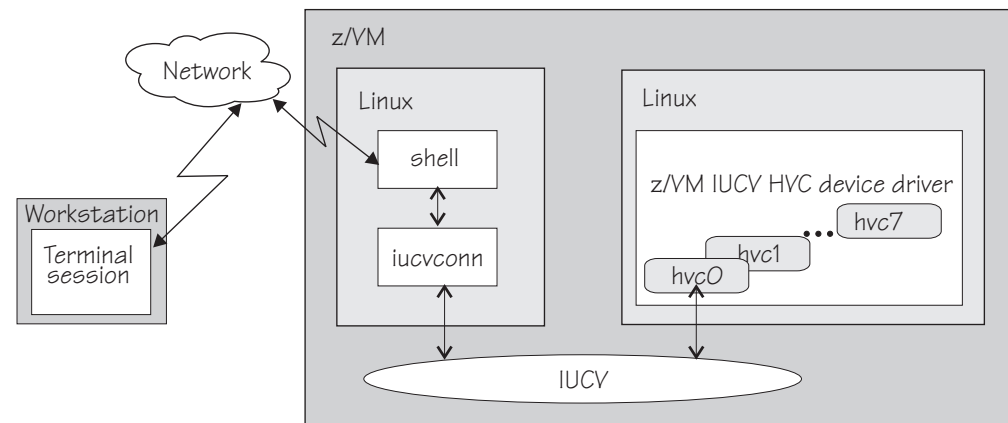 z/VM
Network
Linux
Linux
shell
z/VM IUCV HVC device driver
Workstation
hvc7
Terminal
session
iucvconn
hvc1
hvc0
IUCV